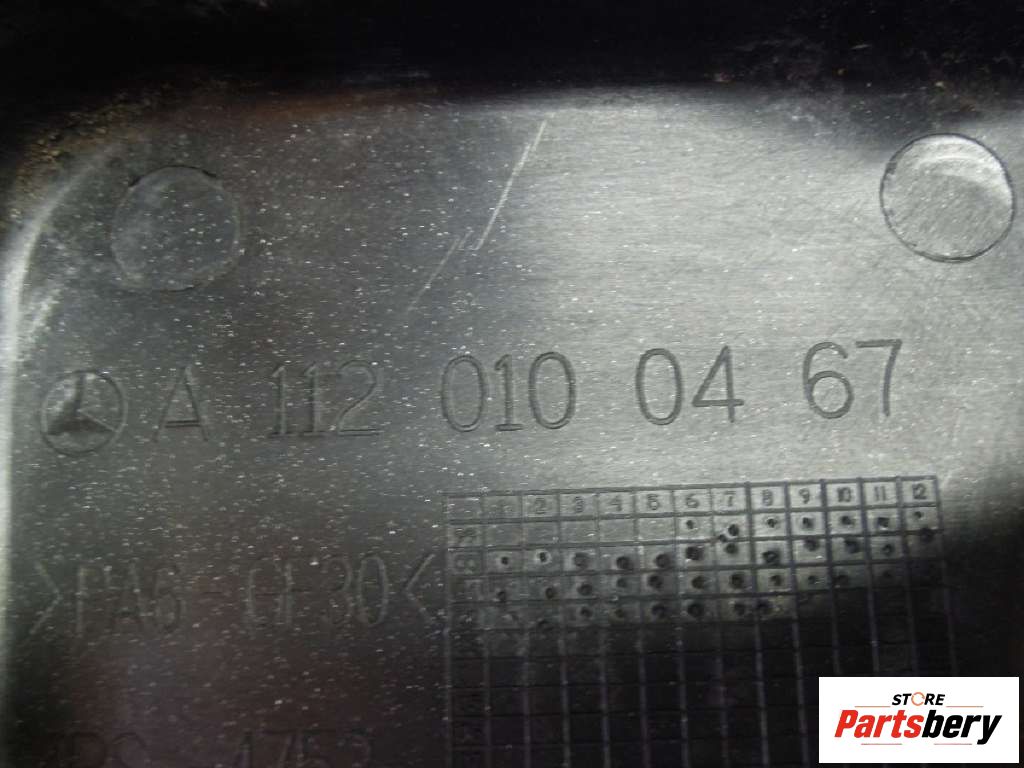 A 112 010 04 67
1 2 3 4 5 6 7 8 9 10 11 12
>PA6-GF30<
STORE
Partsbery